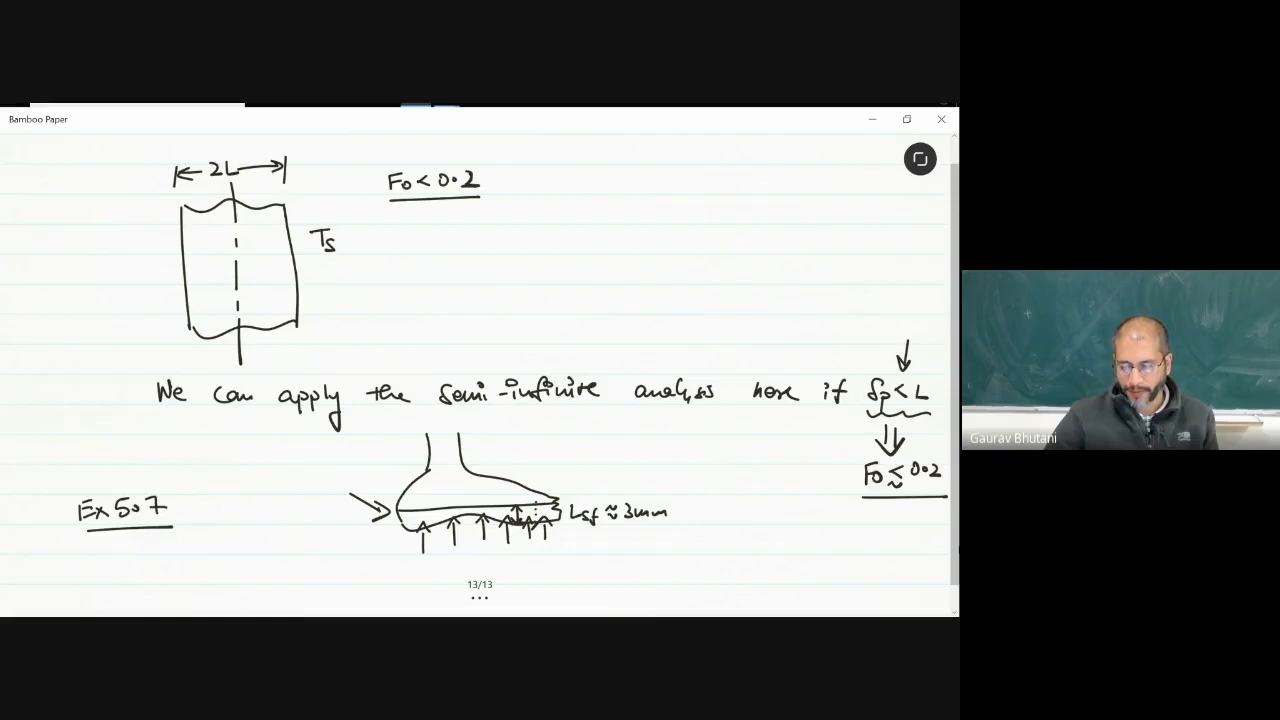 Bamboo Paper
2L
Fo < 0.2
Ts
We can apply the semi-infinite analysis here if δp < L
Fo ≲ 0.2
Ex 5.7
Lsf ≈ 3mm
13/13
Gaurav Bhutani